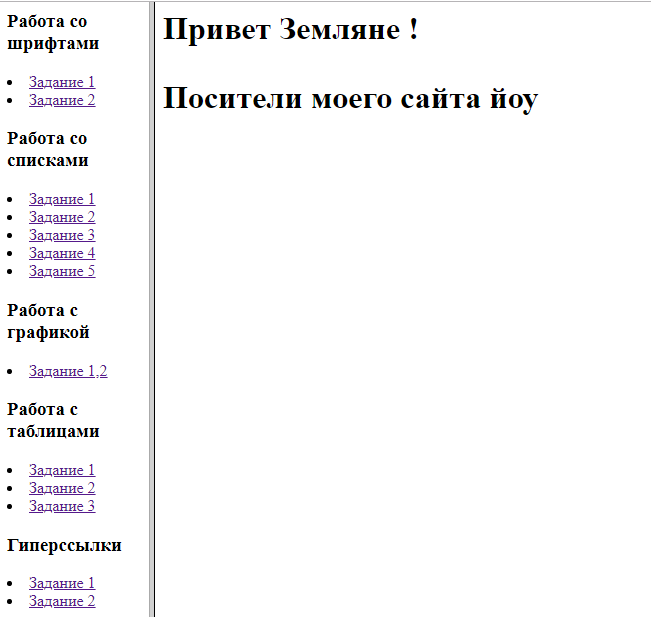 Работа со
шрифтами
Задание 1
Задание 2
Работа со
списками
Задание 1
Задание 2
Задание 3
Задание 4
Задание 5
Работа с
графикой
Задание 1,2
Работа с
таблицами
Задание 1
Задание 2
Задание 3
Гиперссылки
Задание 1
Задание 2
Привет Земляне !
Посители моего сайта йоу